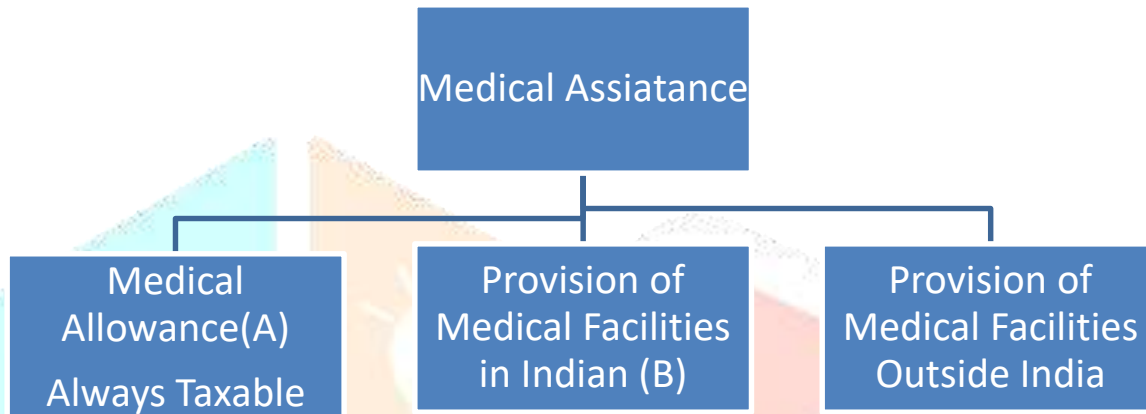 Medical Assiatance
Medical
Allowance(A)
Always Taxable
Provision of
Medical Facilities
in Indian (B)
Provision of
Medical Facilities
Outside India